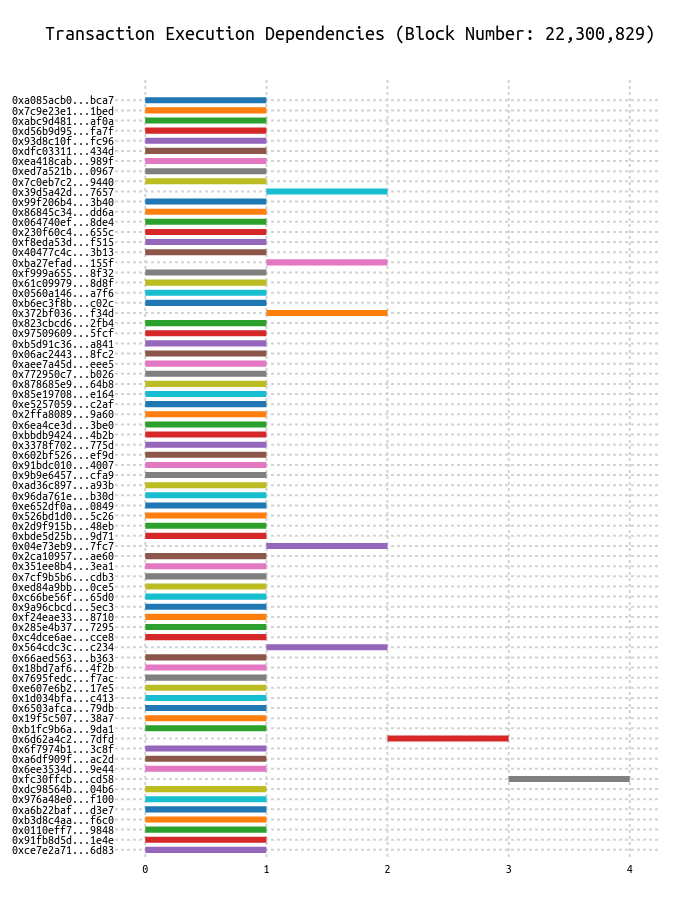 Transaction Execution Dependencies (Block Number: 22,300,829)
0xa085acb0...bca7
0x7c9e23e1...1bed
0xabc9d481...af0a
0xd56b9d95...fa7f
0x93d8c10f...fc96
0xdfc03311...434d
0xea418cab...989f
0xed7a521b...0967
0x7c0eb7c2...9440
0x39d5a42d...7657
0x99f206b4...3b40
0x86845c34...dd6a
0x064740ef...8de4
0x230f60c4...655c
0xf8eda53d...f515
0x40477c4c...3b13
0xba27efad...155f
0xf999a655...8f32
0x61c09979...8d8f
0x0560a146...a7f6
0xb6ec3f8b...c02c
0x372bf036...f34d
0x823cbcd6...2fb4
0x97509609...5fcf
0xb5d91c36...a841
0x06ac2443...8fc2
0xaee7a45d...eee5
0x772950c7...b026
0x878685e9...64b8
0x85e19708...e164
0xe5257059...c2af
0x2ffa8089...9a60
0x6ea4ce3d...3be0
0xbbdb9424...4b2b
0x3378f702...775d
0x602bf526...ef9d
0x91bdc010...4007
0x9b9e6457...cfa9
0xad36c897...a93b
0x96da761e...b30d
0xe652df0a...0849
0x526bd1d0...5c26
0x2d9f915b...48eb
0xbde5d25b...9d71
0x04e73eb9...7fc7
0x2ca10957...ae60
0x351ee8b4...3ea1
0x7cf9b5b6...cdb3
0xed84a9bb...0ce5
0xc66be56f...65d0
0x9a96cbcd...5ec3
0xf24eae33...8710
0x285e4b37...7295
0xc4dce6ae...cce8
0x564cdc3c...c234
0x66aed563...b363
0x18bd7af6...4f2b
0x7695fedc...f7ac
0xe607e6b2...17e5
0x1d034bfa...c413
0x6503afca...79db
0x19f5c507...38a7
0xb1fc9b6a...9da1
0x6d62a4c2...7dfd
0x6f7974b1...3c8f
0xa6df909f...ac2d
0x6ee3534d...9e44
0xfc30ffcb...cd58
0xdc98564b...04b6
0x976a48e0...f100
0xa6b22baf...d3e7
0xb3d8c4aa...f6c0
0x0110eff7...9848
0x91fb8d5d...1e4e
0xce7e2a71...6d83
0 1 2 3 4